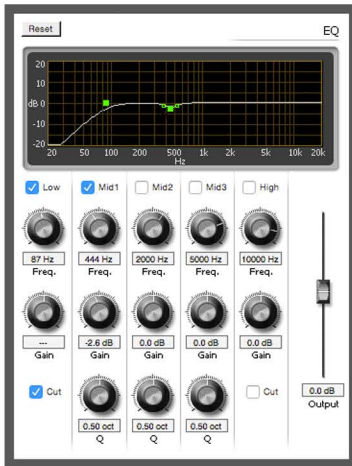 Reset EQ
20
10
dB 0
-10
-20
20 50 100 200 500 1k 2k 5k 10k 20k
Hz
Low Mid1 Mid2 Mid3 High
87 Hz 444 Hz 2000 Hz 5000 Hz 10000 Hz
Freq. Freq. Freq. Freq. Freq.
--- -2.6 dB 0.0 dB 0.0 dB 0.0 dB
Gain Gain Gain Gain Gain
Cut Cut 0.0 dB
Output
0.50 oct 0.50 oct 0.50 oct
Q Q Q